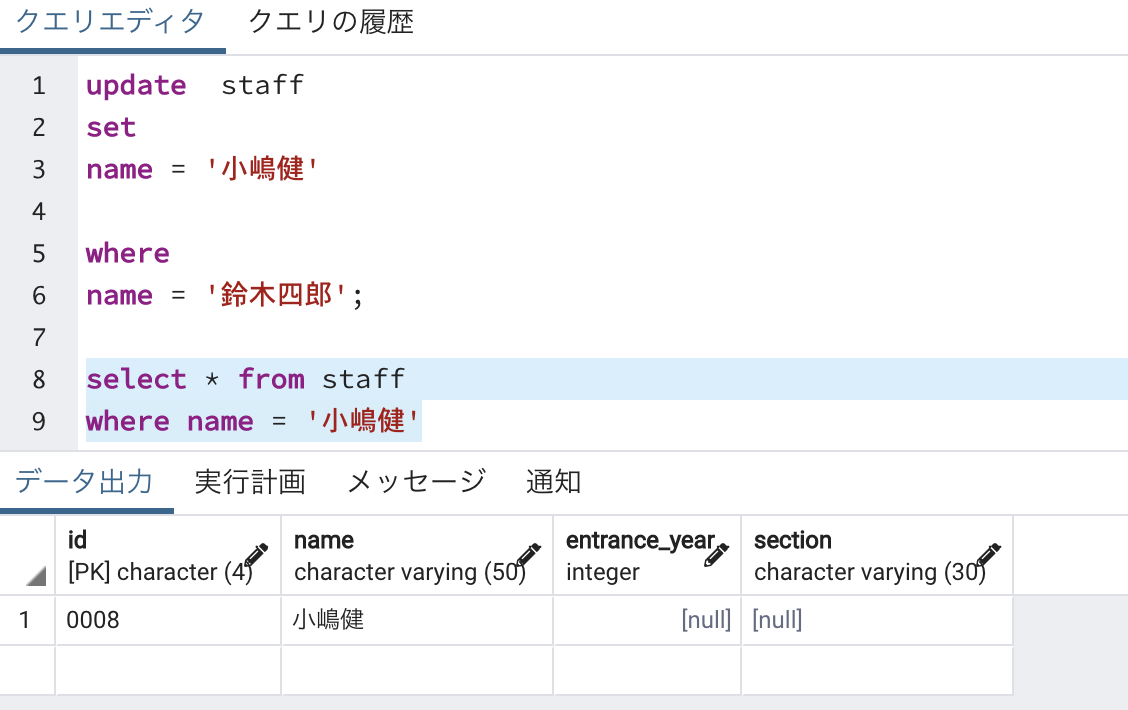 クエリエディタ クエリの履歴
1 update  staff
2 set
3 name = '小嶋健'
4
5 where
6 name = '鈴木四郎';
7
8 select * from staff
9 where name = '小嶋健'
データ出力 実行計画 メッセージ 通知
id name entrance_year section
[PK] character (4) character varying (50) integer character varying (30)
1 0008 小嶋健 [null] [null]